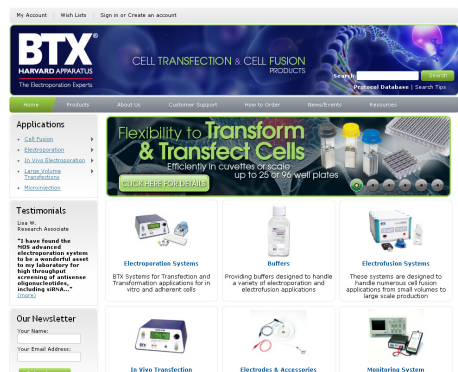 My Account | Wish Lists | Sign in or Create an account
BTX®
HARVARD APPARATUS
The Electroporation Experts
CELL TRANSFECTION & CELL FUSION
PRODUCTS
Search
Search
Protocol Database | Search Tips
Home
Products
About Us
Customer Support
How to Order
News/Events
Resources
Applications
Cell Fusion
Electroporation
In Vivo Electroporation
Large Volume
Transfections
Microinjection
Flexibility to Transform
& Transfect Cells
Efficiently in cuvettes or scale
up to 25 or 96 well plates
CLICK HERE FOR DETAILS
Testimonials
Lisa W.
Research Associate
"I have found the
MOS advanced
electroporation system
to be a wonderful asset
to my laboratory for
high throughput
screening of antisense
oligonucleotides,
including siRNA..."
(more)
Electroporation Systems
BTX Systems for Transfection and
Transformation applications for in
vitro and adherent cells
Buffers
Providing buffers designed to handle
a variety of electroporation and
electrofusion applications
Electrofusion Systems
These systems are designed to
handle numerous cell fusion
applications from small volumes to
large scale production
Our Newsletter
Your Name:
Your Email Address:
In Vivo Transfection
Electrodes & Accessories
Monitoring System